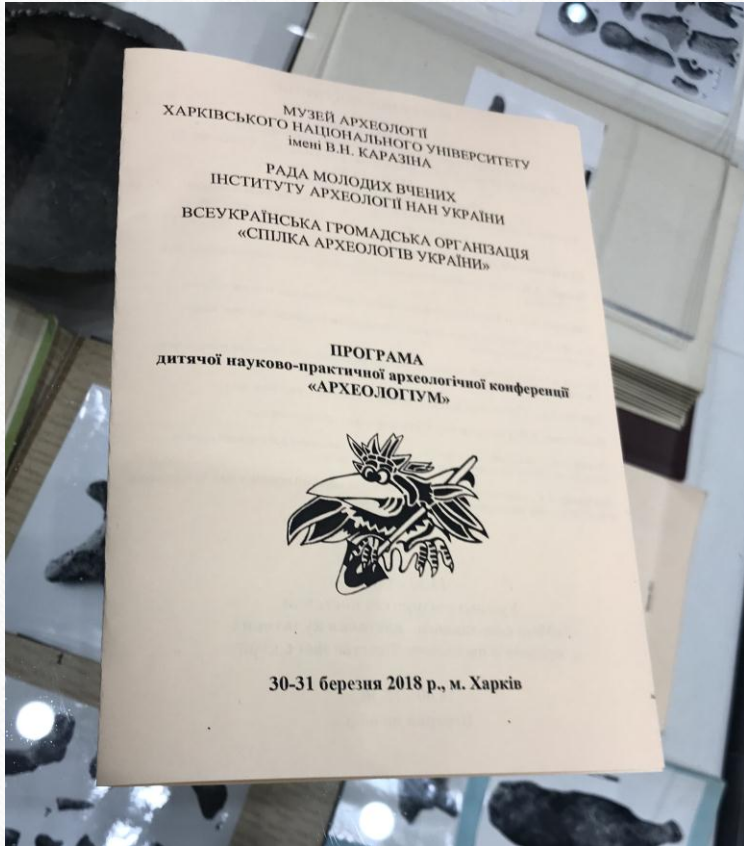 МУЗЕЙ АРХЕОЛОГІЇ
ХАРКІВСЬКОГО НАЦІОНАЛЬНОГО УНІВЕРСИТЕТУ
імені В.Н. КАРАЗІНА
РАДА МОЛОДИХ ВЧЕНИХ
ІНСТИТУТУ АРХЕОЛОГІЇ НАН УКРАЇНИ
ВСЕУКРАЇНСЬКА ГРОМАДСЬКА ОРГАНІЗАЦІЯ
«СПІЛКА АРХЕОЛОГІВ УКРАЇНИ»
ПРОГРАМА
дитячої науково-практичної археологічної конференції
«АРХЕОЛОГІУМ»
30-31 березня 2018 р., м. Харків